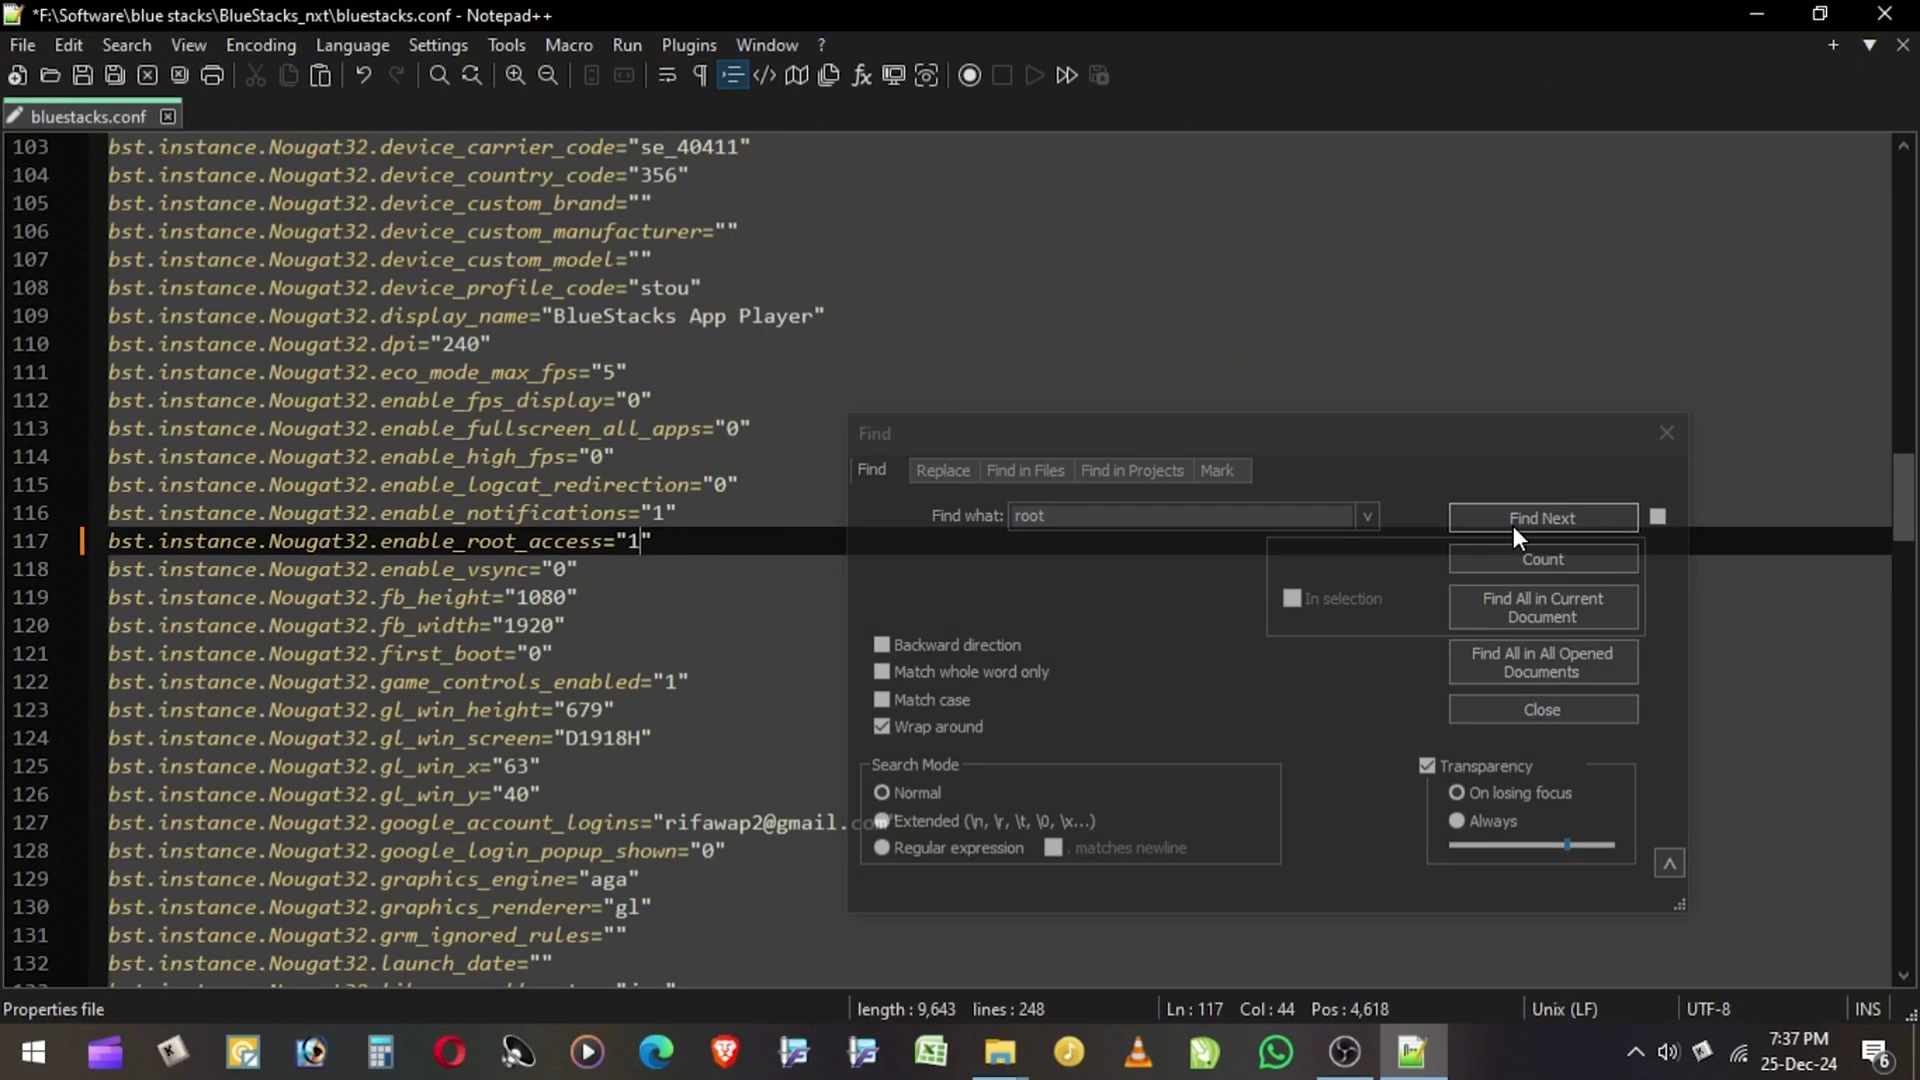 *F:\Software\blue stacks\BlueStacks_nxt\bluestacks.conf - Notepad++
File Edit Search View Encoding Language Settings Tools Macro Run Plugins Window ?
bluestacks.conf
103 bst.instance.Nougat32.device_carrier_code="se_40411"
104 bst.instance.Nougat32.device_country_code="356"
105 bst.instance.Nougat32.device_custom_brand=""
106 bst.instance.Nougat32.device_custom_manufacturer=""
107 bst.instance.Nougat32.device_custom_model=""
108 bst.instance.Nougat32.device_profile_code="stou"
109 bst.instance.Nougat32.display_name="BlueStacks App Player"
110 bst.instance.Nougat32.dpi="240"
111 bst.instance.Nougat32.eco_mode_max_fps="5"
112 bst.instance.Nougat32.enable_fps_display="0"
113 bst.instance.Nougat32.enable_fullscreen_all_apps="0"
114 bst.instance.Nougat32.enable_high_fps="0"
115 bst.instance.Nougat32.enable_logcat_redirection="0"
116 bst.instance.Nougat32.enable_notifications="1"
117 bst.instance.Nougat32.enable_root_access="1"
118 bst.instance.Nougat32.enable_vsync="0"
119 bst.instance.Nougat32.fb_height="1080"
120 bst.instance.Nougat32.fb_width="1920"
121 bst.instance.Nougat32.first_boot="0"
122 bst.instance.Nougat32.game_controls_enabled="1"
123 bst.instance.Nougat32.gl_win_height="679"
124 bst.instance.Nougat32.gl_win_screen="D1918H"
125 bst.instance.Nougat32.gl_win_x="63"
126 bst.instance.Nougat32.gl_win_y="40"
127 bst.instance.Nougat32.google_account_logins="rifawap2@gmail.com"
128 bst.instance.Nougat32.google_login_popup_shown="0"
129 bst.instance.Nougat32.graphics_engine="aga"
130 bst.instance.Nougat32.graphics_renderer="gl"
131 bst.instance.Nougat32.grm_ignored_rules=""
132 bst.instance.Nougat32.launch_date=""
Find
Find Replace Find in Files Find in Projects Mark
Find what: root
Find Next
Count
In selection
Find All in Current
Document
Find All in All Opened
Documents
Close
Backward direction
Match whole word only
Match case
Wrap around
Search Mode
Normal
Extended (\n, \r, \t, \0, \x...)
Regular expression . matches newline
Transparency
On losing focus
Always
Properties file length : 9,643 lines : 248 Ln : 117 Col : 44 Pos : 4,618 Unix (LF) UTF-8 INS
7:37 PM
25-Dec-24
6